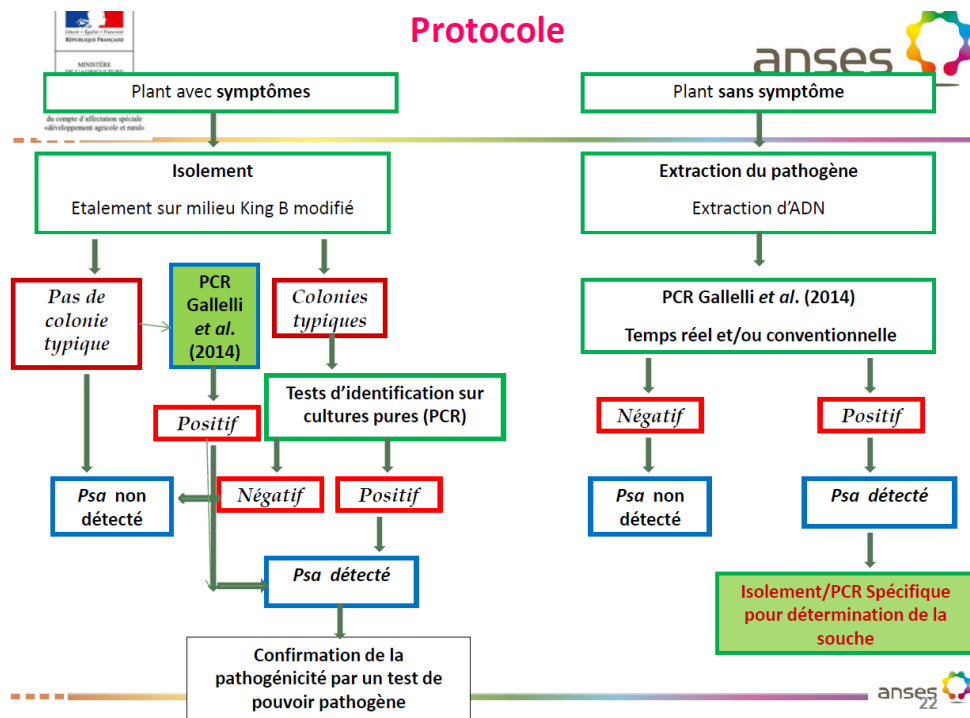 Protocole
Liberté • Égalité • Fraternité
RÉPUBLIQUE FRANÇAISE
MINISTÈRE
anses
Plant avec symptômes
du compte d'affectation spéciale
«développement agricole et rural»
Isolement
Etalement sur milieu King B modifié
Pas de
colonie
typique
PCR
Gallelli
et al.
(2014)
Colonies
typiques
Positif
Tests d'identification sur
cultures pures (PCR)
Psa non
détecté
Négatif
Positif
Psa détecté
Confirmation de la
pathogénicité par un test de
pouvoir pathogène
Plant sans symptôme
Extraction du pathogène
Extraction d'ADN
PCR Gallelli et al. (2014)
Temps réel et/ou conventionnelle
Négatif
Positif
Psa non
détecté
Psa détecté
Isolement/PCR Spécifique
pour détermination de la
souche
anses
22